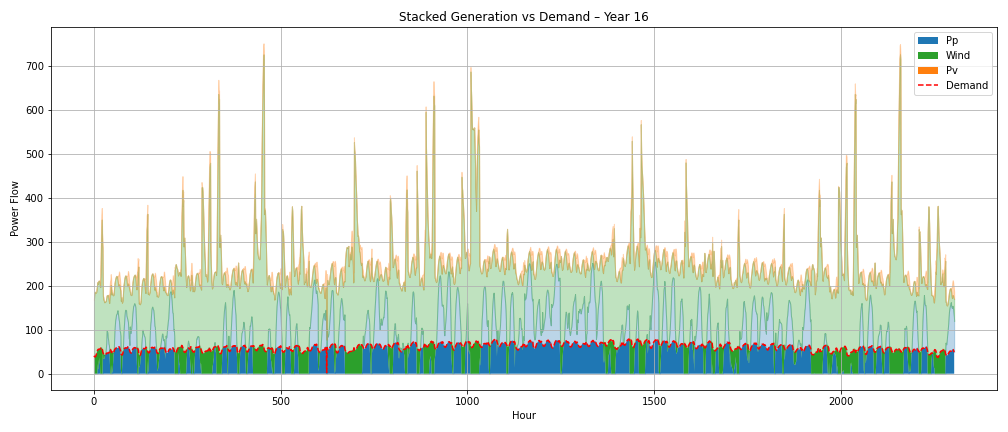 Stacked Generation vs Demand – Year 16
Pp
Wind
Pv
Demand
Power Flow
700
600
500
400
300
200
100
0
0
500
1000
1500
2000
Hour